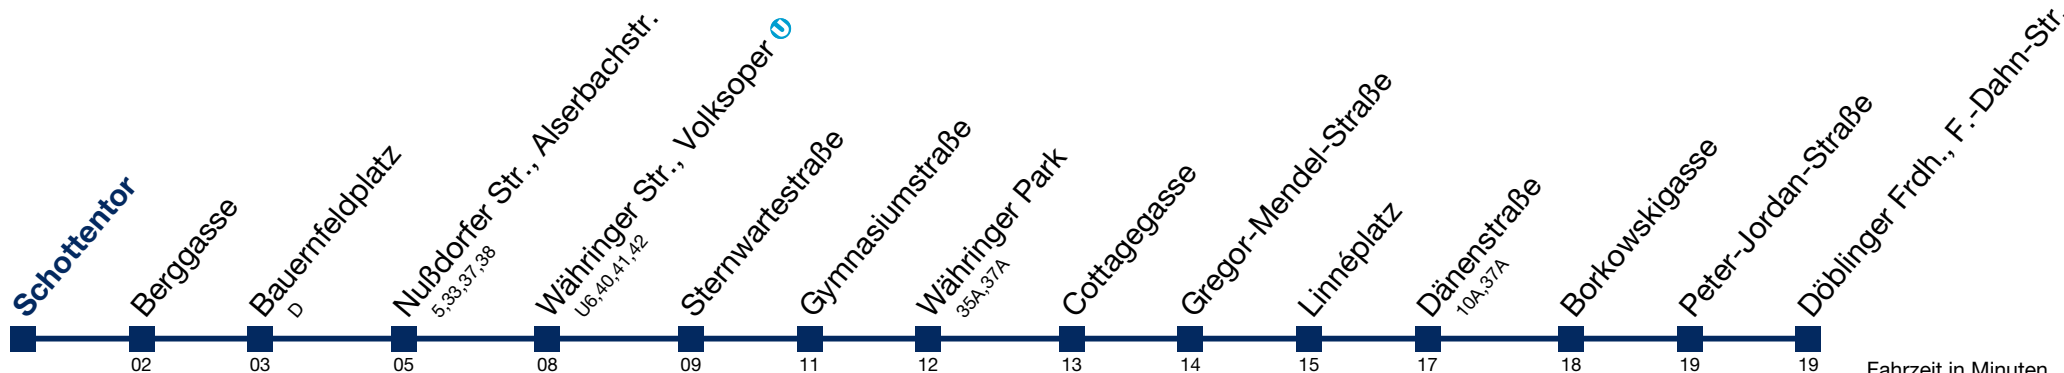 Schottentor
Berggasse
Bauernfeldplatz
D
Nußdorfer Str., Alserbachstr.
5,33,37,38
Währinger Str., Volksoper U
U6,40,41,42
Sternwartestraße
Gymnasiumstraße
Währinger Park
35A,37A
Cottagegasse
Gregor-Mendel-Straße
Linnéplatz
Dänenstraße
10A,37A
Borkowskigasse
Peter-Jordan-Straße
Döblinger Frdh., F.-Dahn-Str.
02 03 05 08 09 11 12 13 14 15 17 18 19 19
Fahrzeit in Minuten